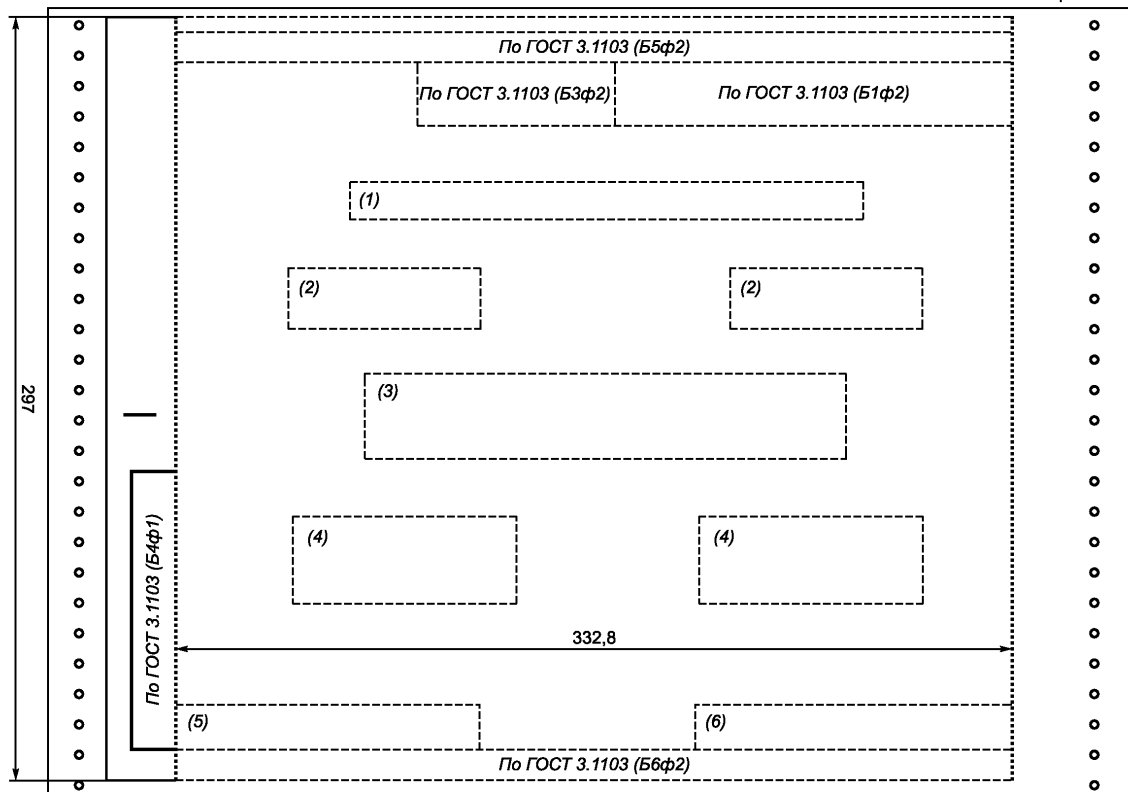 По ГОСТ 3.1103 (Б5ф2)
По ГОСТ 3.1103 (Б3ф2)
По ГОСТ 3.1103 (Б1ф2)
(1)
(2)
(2)
(3)
297
(4)
(4)
По ГОСТ 3.1103 (Б4ф1)
332,8
(5)
(6)
По ГОСТ 3.1103 (Б6ф2)